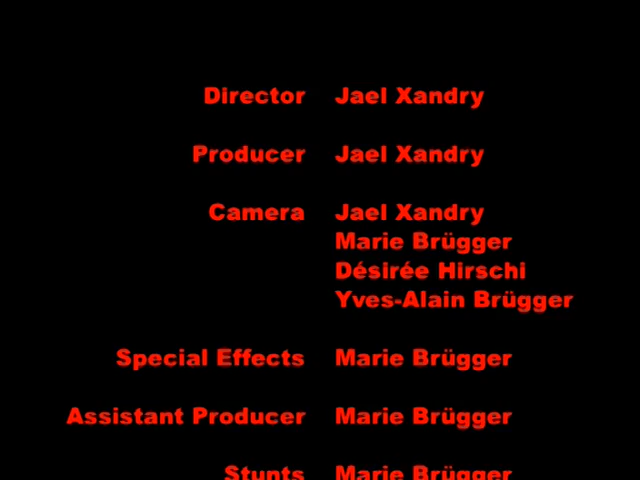 Director Jael Xandry
Producer Jael Xandry
Camera Jael Xandry
Marie Brügger
Désirée Hirschi
Yves-Alain Brügger
Special Effects Marie Brügger
Assistant Producer Marie Brügger
Stunts Marie Brügger